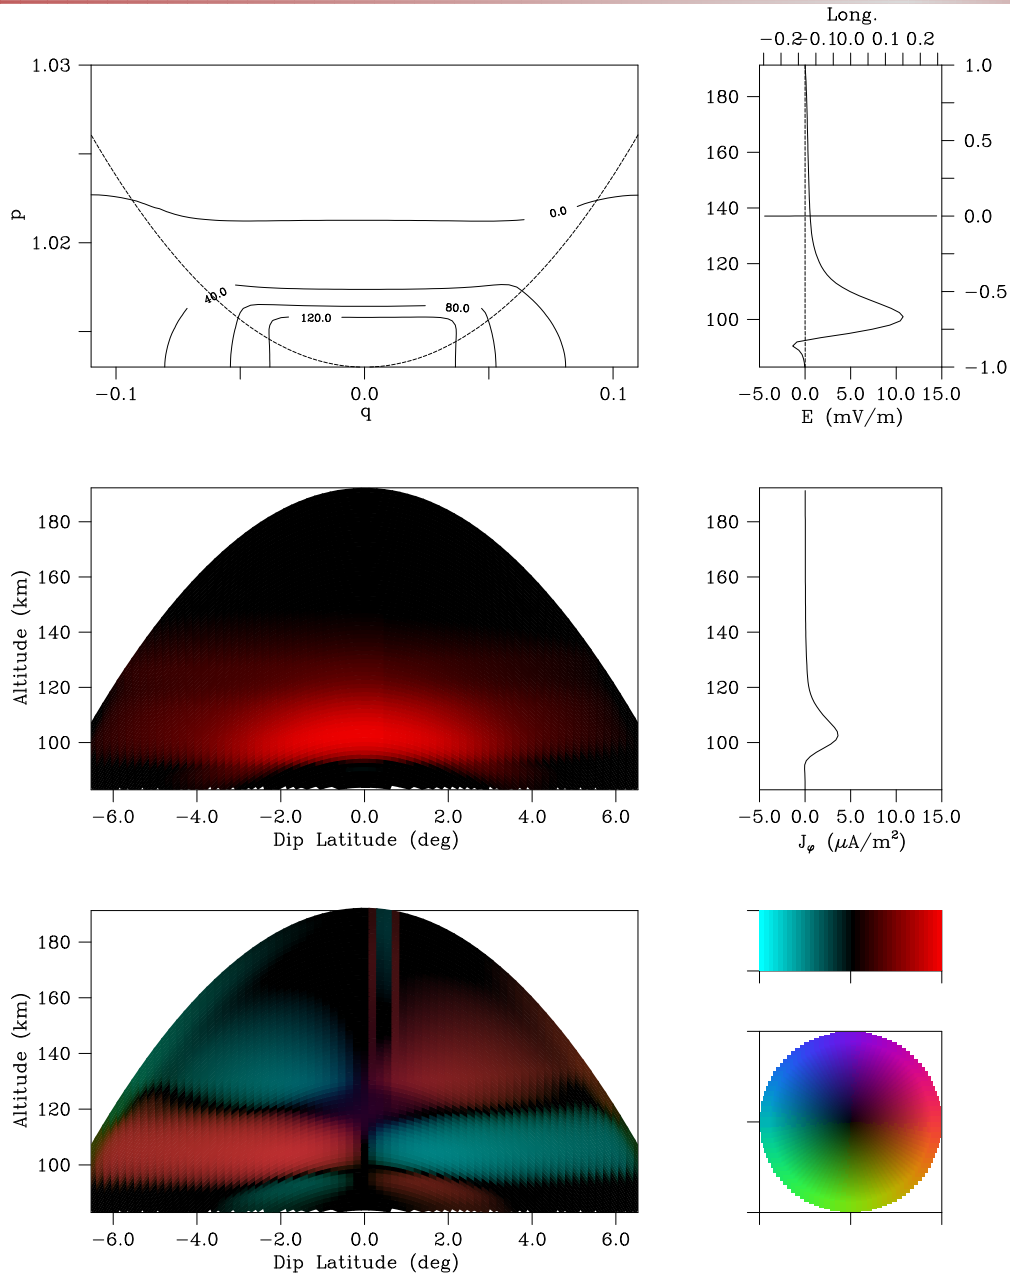 Long.
−0.2 −0.1 0.0 0.1 0.2
1.03
1.02
p
0.0
40.0
80.0
120.0
−0.1 0.0 0.1
q
180
160
140
120
100
1.0
0.5
0.0
−0.5
−1.0
−5.0 0.0 5.0 10.0 15.0
E (mV/m)
180
160
140
120
100
Altitude (km)
−6.0 −4.0 −2.0 0.0 2.0 4.0 6.0
Dip Latitude (deg)
180
160
140
120
100
−5.0 0.0 5.0 10.0 15.0
Jφ (μA/m²)
180
160
140
120
100
Altitude (km)
−6.0 −4.0 −2.0 0.0 2.0 4.0 6.0
Dip Latitude (deg)